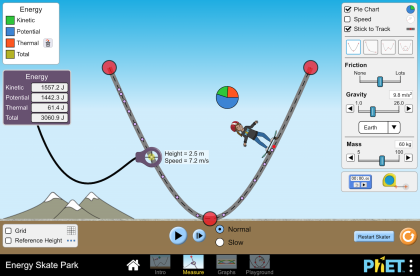 Energy
Kinetic
Potential
Thermal
Total
Energy
Kinetic 1557.2 J
Potential 1442.3 J
Thermal 61.4 J
Total 3060.9 J
Height = 2.5 m
Speed = 7.2 m/s
Pie Chart
Speed
Stick to Track
Friction
None Lots
Gravity 9.8 m/s²
1.0 26.0
Earth
Mass 60 kg
5 100
Grid
Reference Height
Normal
Slow
Restart Skater
Energy Skate Park
Intro
Measure
Graphs
Playground
PhET